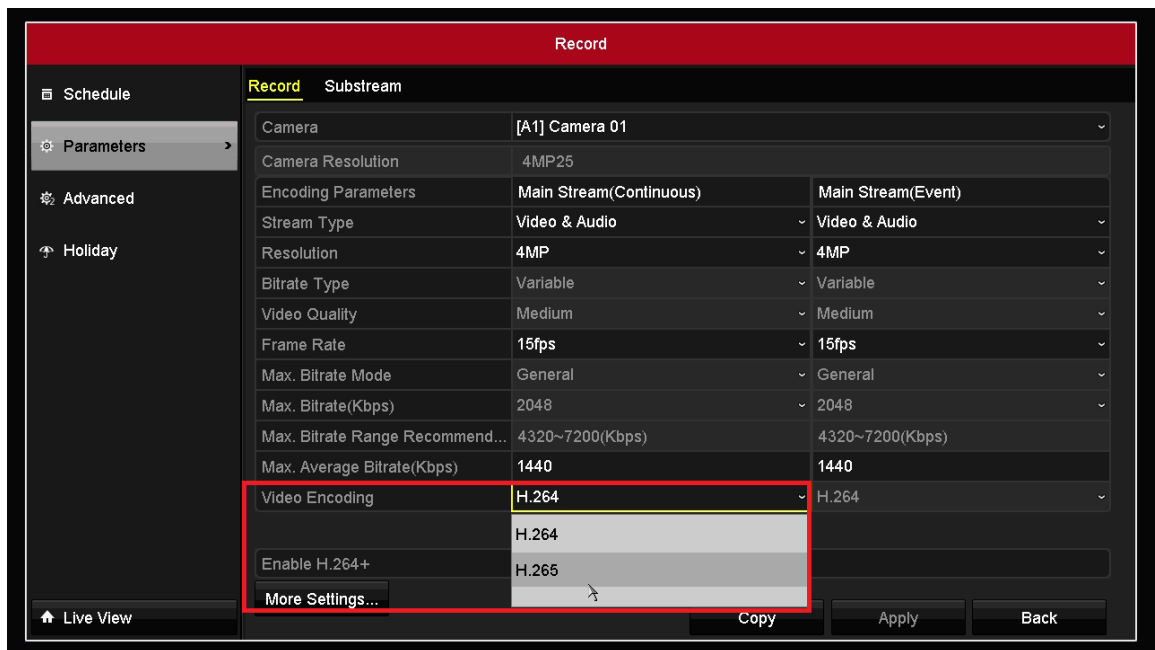 Record
Schedule
Parameters
Advanced
Holiday
Live View
Record Substream
Camera [A1] Camera 01
Camera Resolution 4MP25
Encoding Parameters Main Stream(Continuous) Main Stream(Event)
Stream Type Video & Audio Video & Audio
Resolution 4MP 4MP
Bitrate Type Variable Variable
Video Quality Medium Medium
Frame Rate 15fps 15fps
Max. Bitrate Mode General General
Max. Bitrate(Kbps) 2048 2048
Max. Bitrate Range Recommend... 4320~7200(Kbps) 4320~7200(Kbps)
Max. Average Bitrate(Kbps) 1440 1440
Video Encoding H.264 H.264
H.264
Enable H.264+
H.265
More Settings...
Copy Apply Back